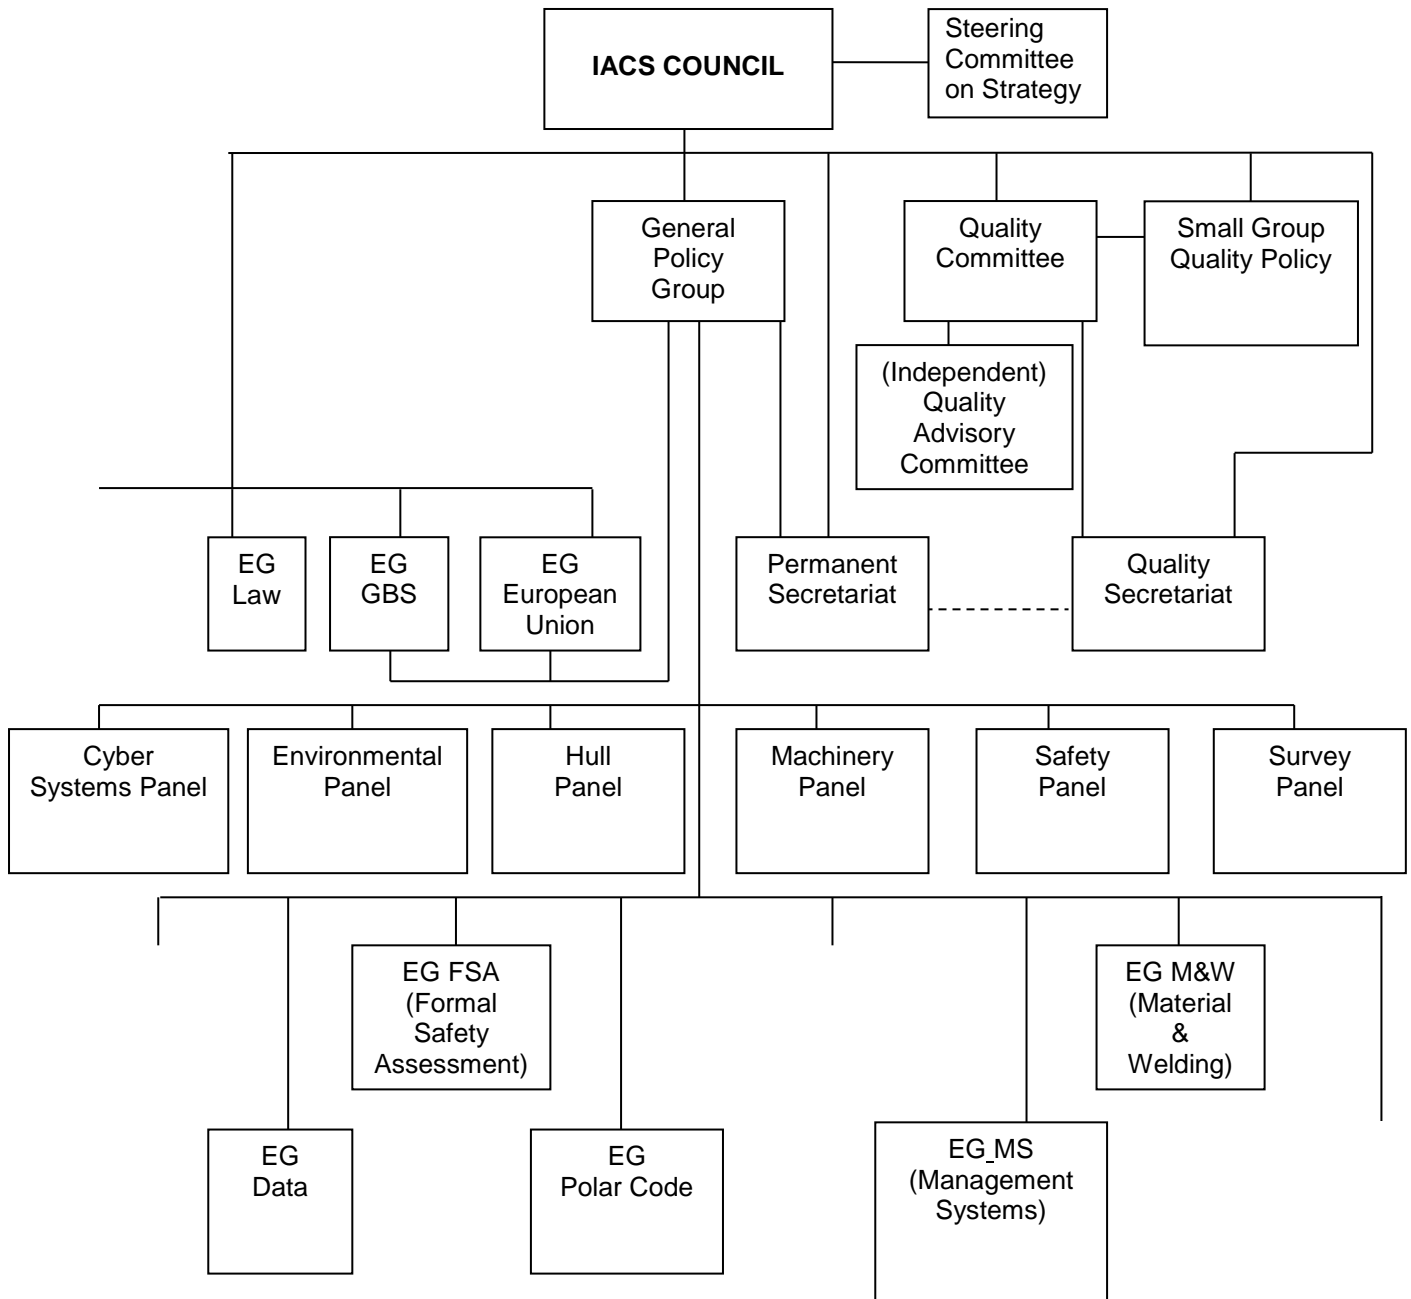 IACS COUNCIL
Steering
Committee
on Strategy
General
Policy
Group
Quality
Committee
Small Group
Quality Policy
(Independent)
Quality
Advisory
Committee
EG
Law
EG
GBS
EG
European
Union
Permanent
Secretariat
Quality
Secretariat
Cyber
Systems Panel
Environmental
Panel
Hull
Panel
Machinery
Panel
Safety
Panel
Survey
Panel
EG FSA
(Formal
Safety
Assessment)
EG M&W
(Material
&
Welding)
EG
Data
EG
Polar Code
EG MS
(Management
Systems)